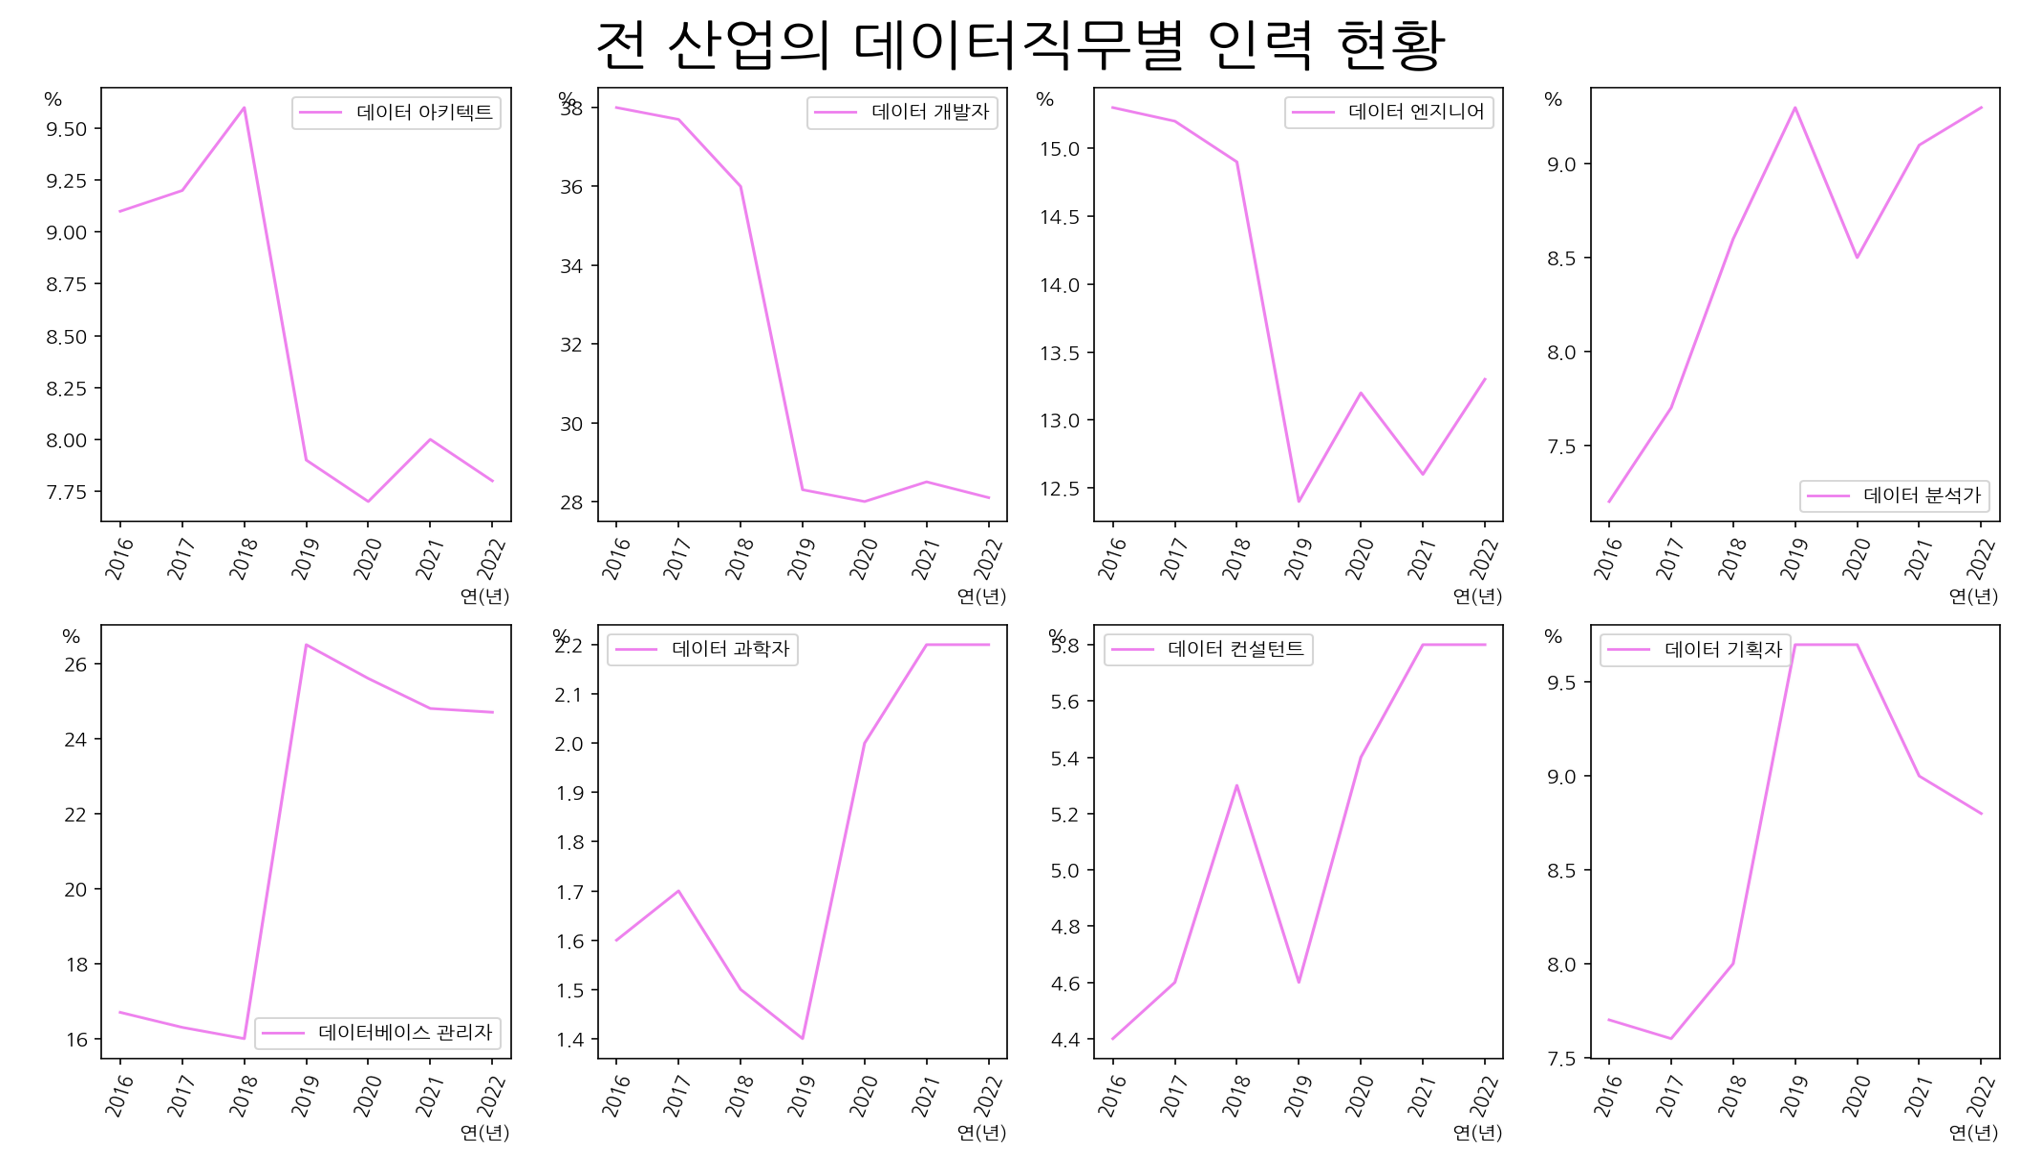 전 산업의 데이터직무별 인력 현황
%
데이터 아키텍트
9.50
9.25
9.00
8.75
8.50
8.25
8.00
7.75
2016 2017 2018 2019 2020 2021 2022
연(년)
%
데이터 개발자
38
36
34
32
30
28
2016 2017 2018 2019 2020 2021 2022
연(년)
%
데이터 엔지니어
15.0
14.5
14.0
13.5
13.0
12.5
2016 2017 2018 2019 2020 2021 2022
연(년)
%
9.0
8.5
8.0
7.5
데이터 분석가
2016 2017 2018 2019 2020 2021 2022
연(년)
%
26
24
22
20
18
16
데이터베이스 관리자
2016 2017 2018 2019 2020 2021 2022
연(년)
%
데이터 과학자
2.2
2.1
2.0
1.9
1.8
1.7
1.6
1.5
1.4
2016 2017 2018 2019 2020 2021 2022
연(년)
%
데이터 컨설턴트
5.8
5.6
5.4
5.2
5.0
4.8
4.6
4.4
2016 2017 2018 2019 2020 2021 2022
연(년)
%
데이터 기획자
9.5
9.0
8.5
8.0
7.5
2016 2017 2018 2019 2020 2021 2022
연(년)